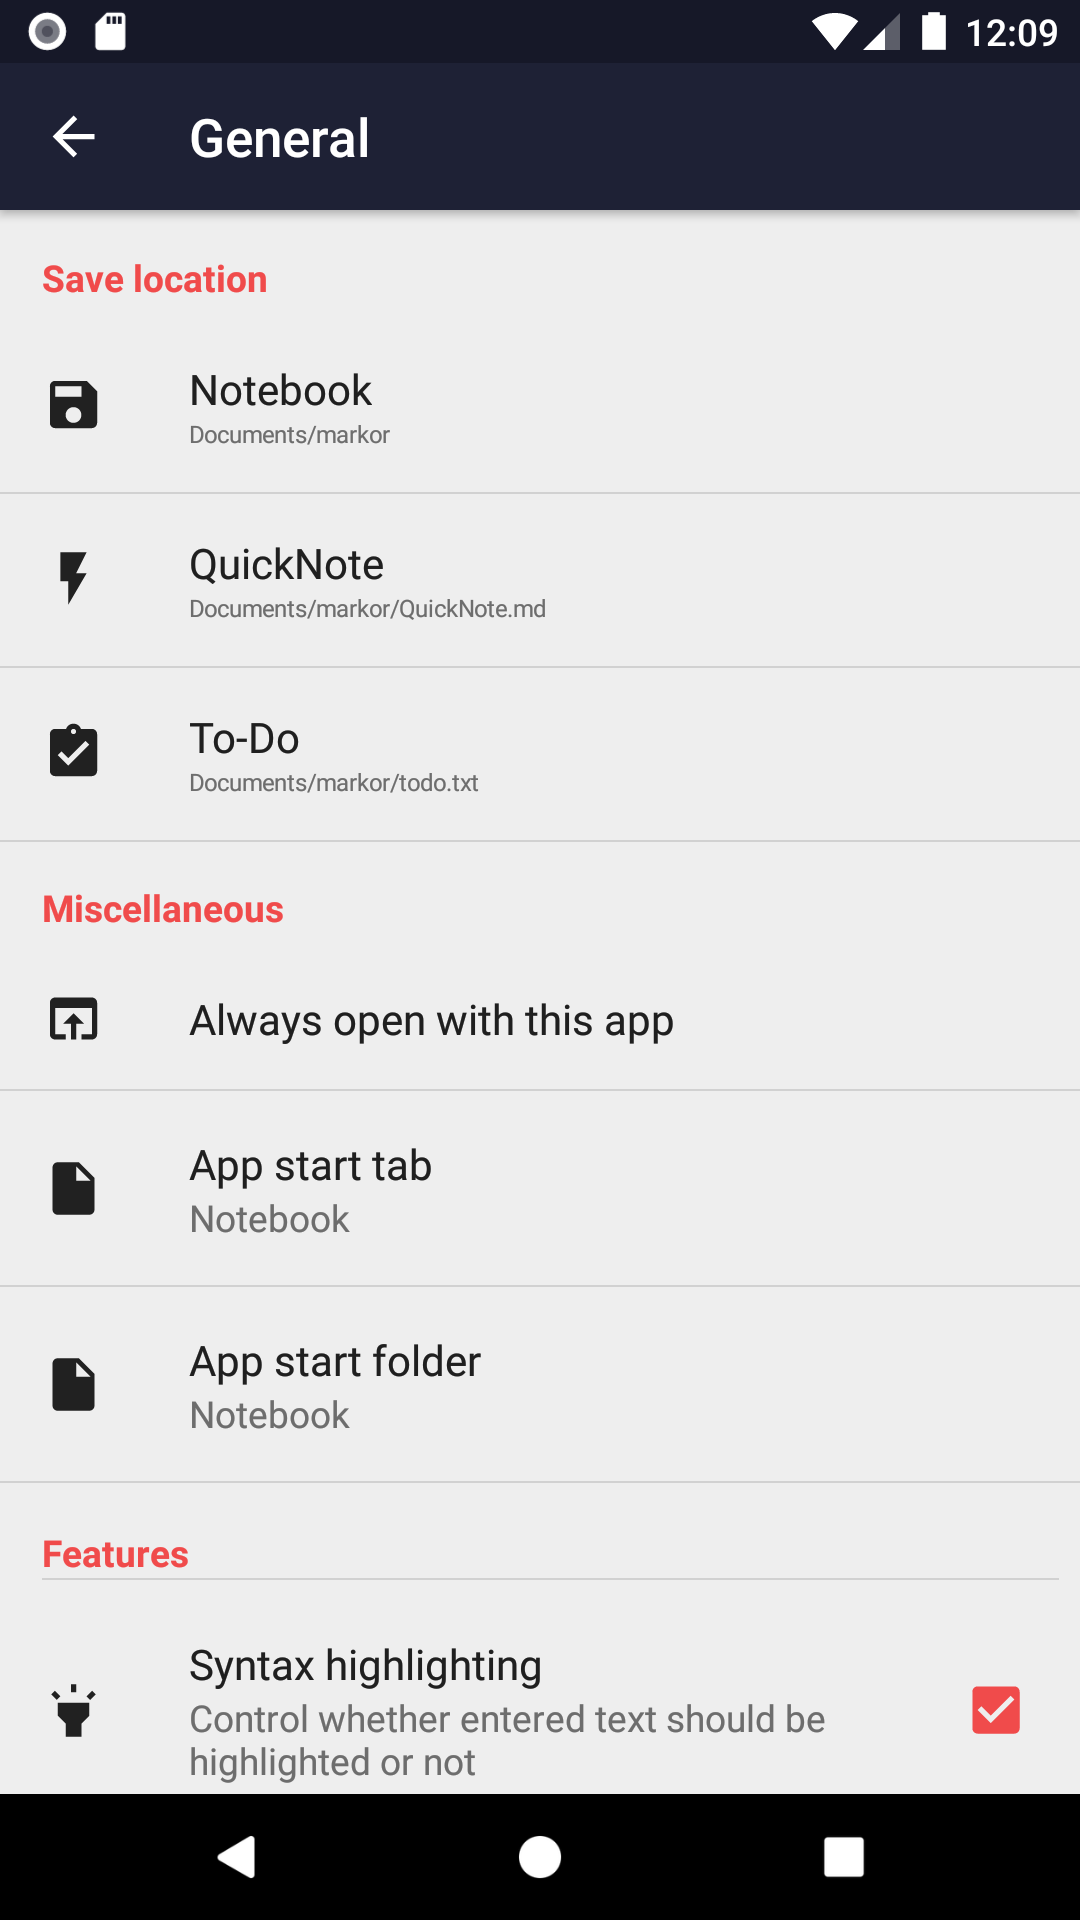 12:09
General
Save location
Notebook
Documents/markor
QuickNote
Documents/markor/QuickNote.md
To-Do
Documents/markor/todo.txt
Miscellaneous
Always open with this app
App start tab
Notebook
App start folder
Notebook
Features
Syntax highlighting
Control whether entered text should be
highlighted or not